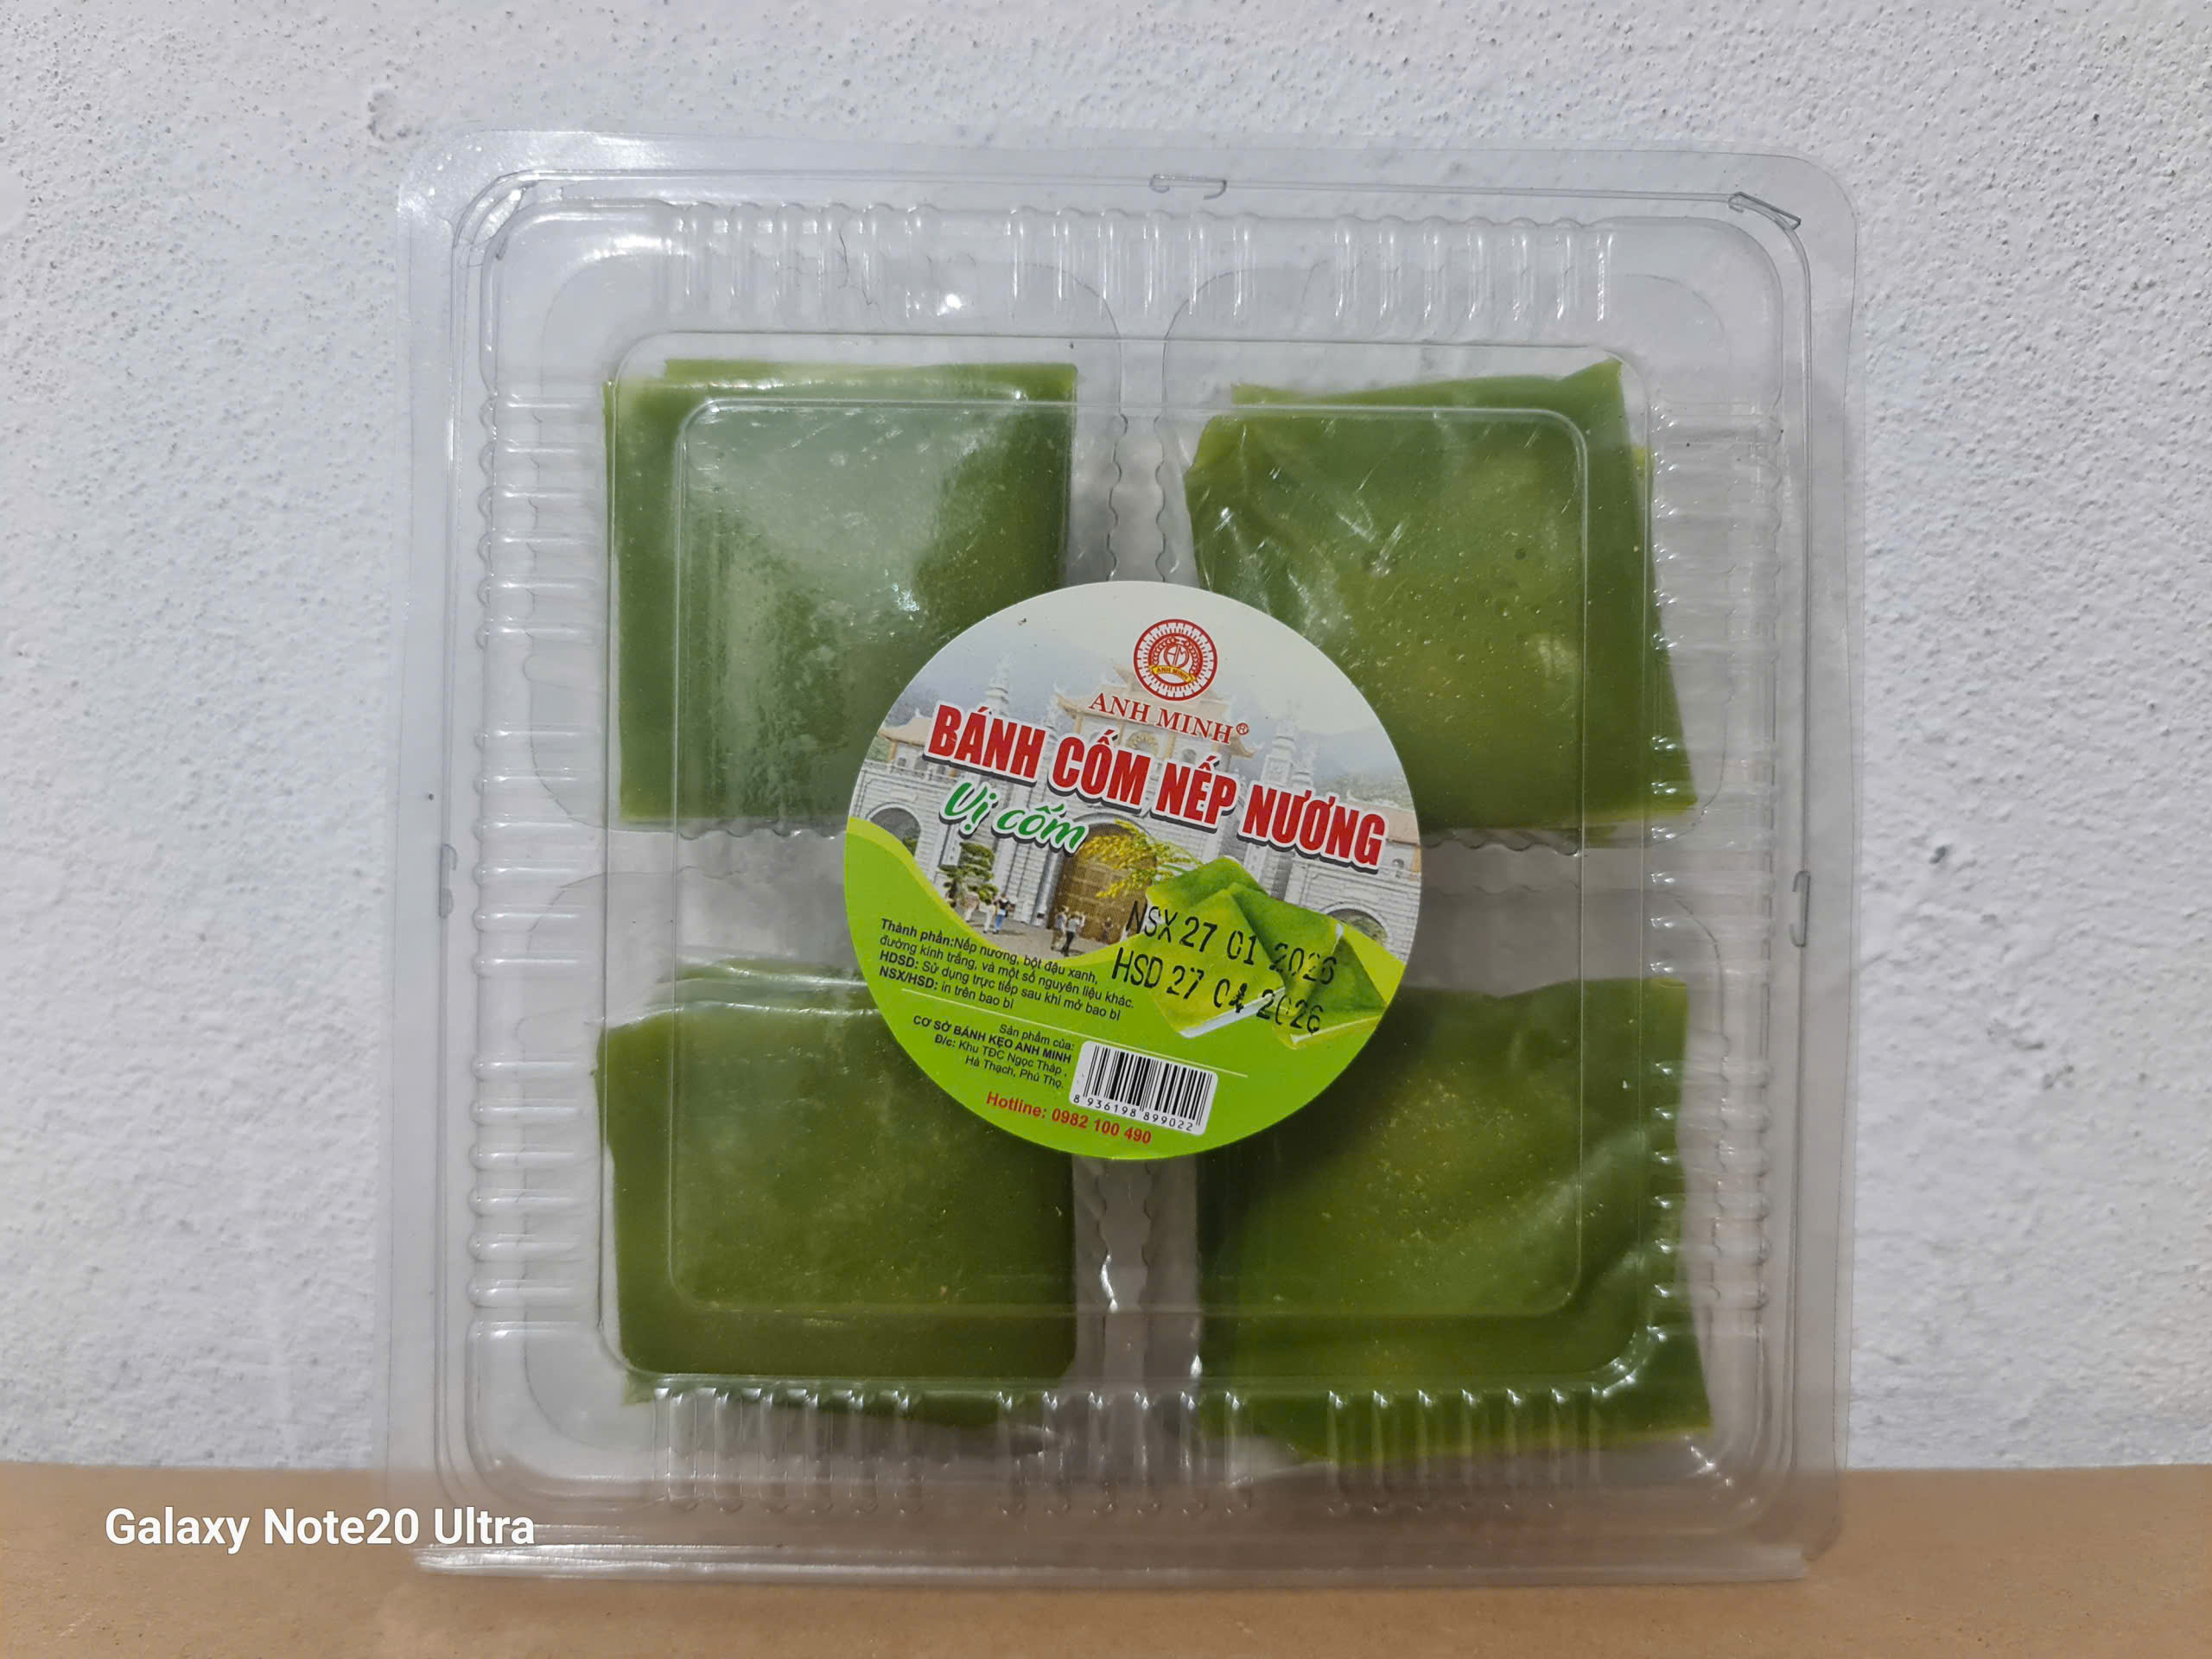 ANH MINH
ANH MINH®
BÁNH CỐM NẾP NƯƠNG
Vị cốm
NSX 27 01 2026
HSD 27 04 2026
Thành phần:Nếp nương, bột đậu xanh,
đường kính trắng, và một số nguyên liệu khác.
HDSD: Sử dụng trực tiếp sau khi mở bao bì
NSX/HSD: in trên bao bì
Sản phẩm của:
CƠ SỞ BÁNH KẸO ANH MINH
Đ/c: Khu TĐC Ngọc Tháp ,
Hà Thạch, Phú Thọ.
8 936198 899022
Hotline: 0982 100 490
Galaxy Note20 Ultra